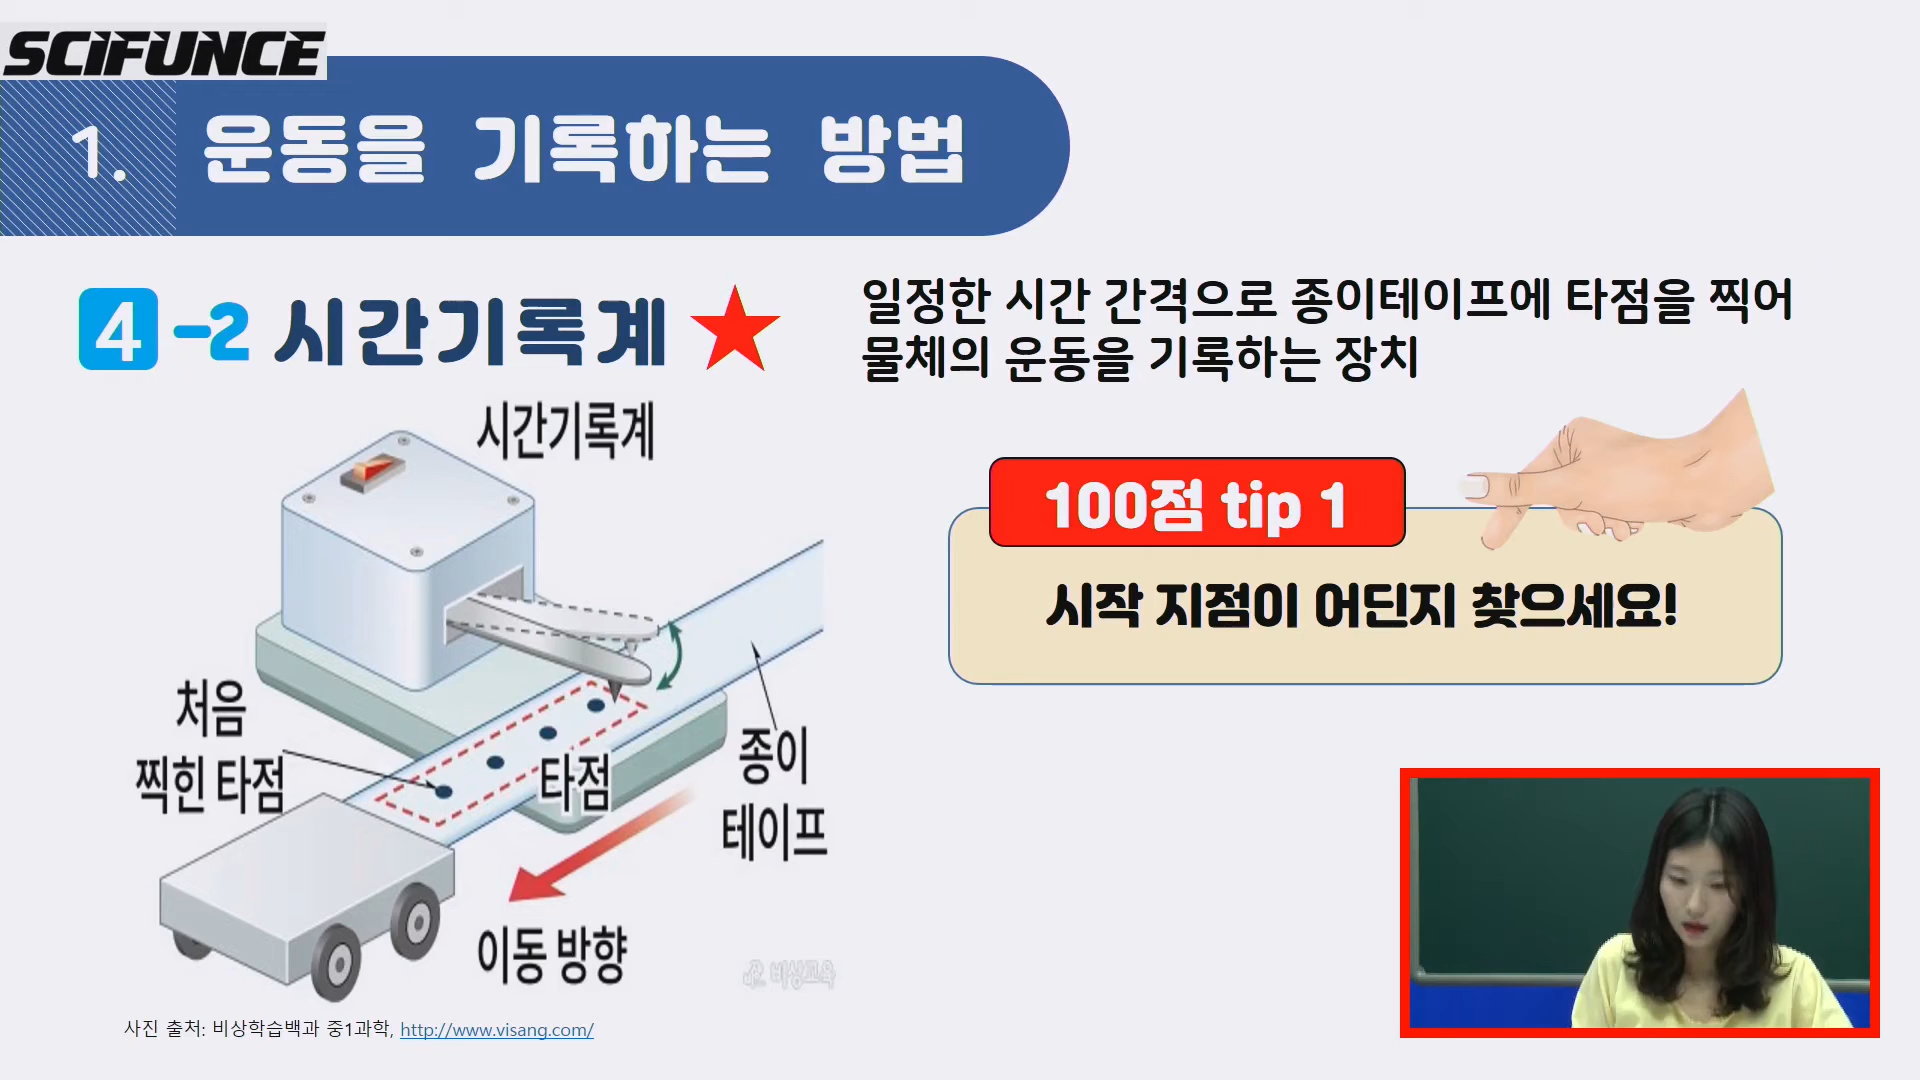 SCIFUNCE
1. 운동을 기록하는 방법
4 -2 시간기록계
일정한 시간 간격으로 종이테이프에 타점을 찍어
물체의 운동을 기록하는 장치
시간기록계
100점 tip 1
시작 지점이 어딘지 찾으세요!
처음
찍힌 타점
타점
종이
테이프
이동 방향
비상교육
사진 출처: 비상학습백과 중1과학, http://www.visang.com/